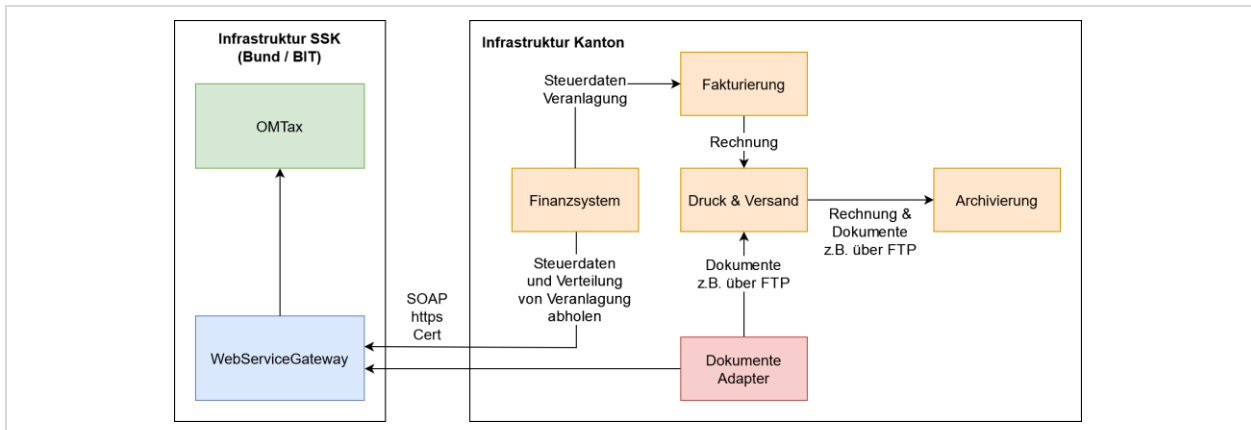 Infrastruktur SSK
(Bund / BIT)
OMTax
WebServiceGateway
SOAP
https
Cert
Infrastruktur Kanton
Steuerdaten
Veranlagung
Fakturierung
Rechnung
Finanzsystem
Druck & Versand
Archivierung
Rechnung &
Dokumente
z.B. über FTP
Steuerdaten
und Verteilung
von Veranlagung
abholen
Dokumente
z.B. über FTP
Dokumente
Adapter